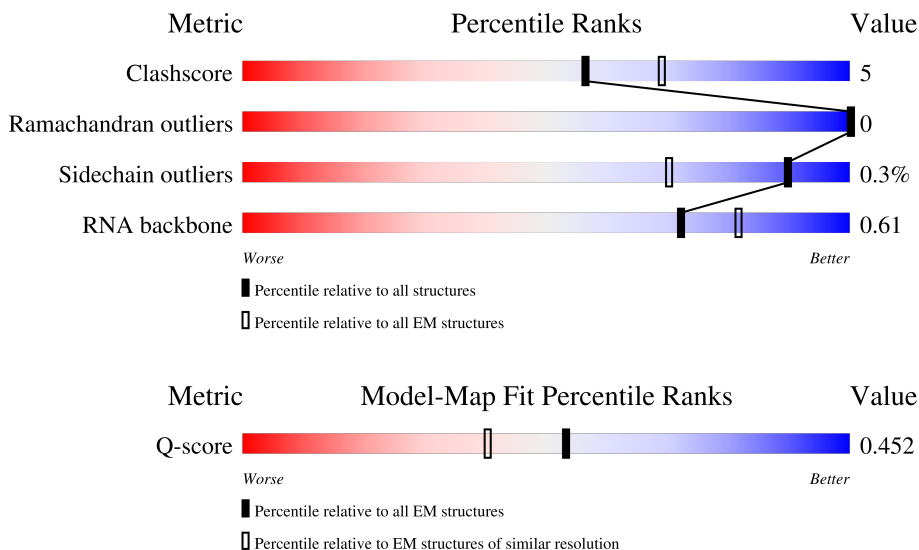 Metric Percentile Ranks Value
Clashscore 5
Ramachandran outliers 0
Sidechain outliers 0.3%
RNA backbone 0.61
Worse Better
Percentile relative to all structures
Percentile relative to all EM structures
Metric Model-Map Fit Percentile Ranks Value
Q-score 0.452
Worse Better
Percentile relative to all EM structures
Percentile relative to EM structures of similar resolution